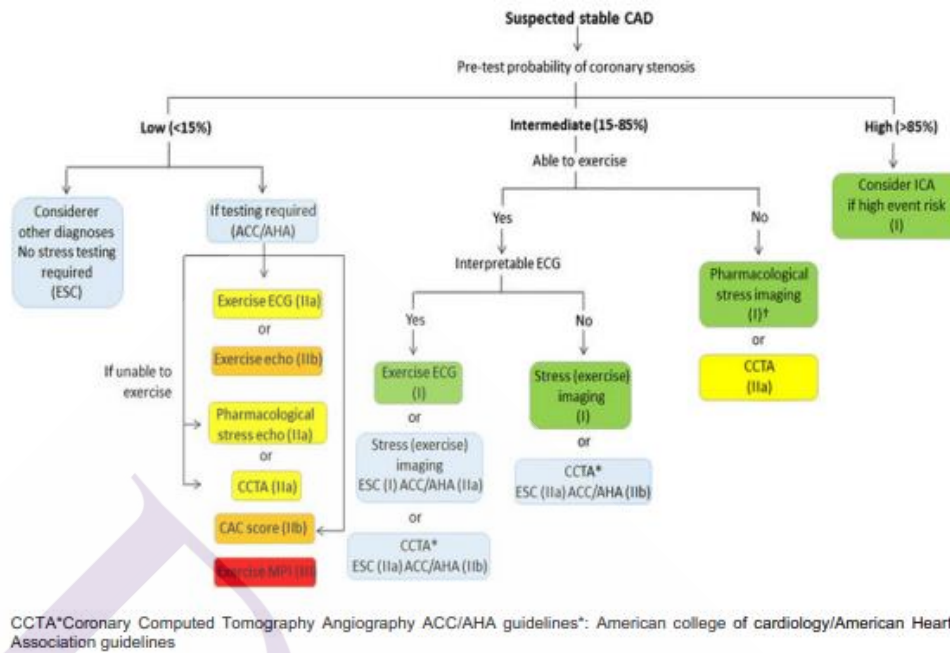 Suspected stable CAD
Pre-test probability of coronary stenosis
Low (<15%)
Intermediate (15-85%)
High (>85%)
Able to exercise
Considerer
other diagnoses
No stress testing
required
(ESC)
If testing required
(ACC/AHA)
Exercise ECG (IIa)
or
Exercise echo (IIb)
If unable to
exercise
Pharmacological
stress echo (IIa)
or
CCTA (IIa)
CAC score (IIb)
Exercise MPI (III)
Yes
No
Interpretable ECG
Yes
No
Exercise ECG
(I)
or
Stress (exercise)
imaging
ESC (I) ACC/AHA (IIa)
or
CCTA*
ESC (IIa) ACC/AHA (IIb)
Stress (exercise)
imaging
(I)
or
CCTA*
ESC (IIa) ACC/AHA (IIb)
Pharmacological
stress imaging
(I)†
or
CCTA
(IIa)
Consider ICA
if high event risk
(I)
CCTA*Coronary Computed Tomography Angiography ACC/AHA guidelines*: American college of cardiology/American Heart
Association guidelines